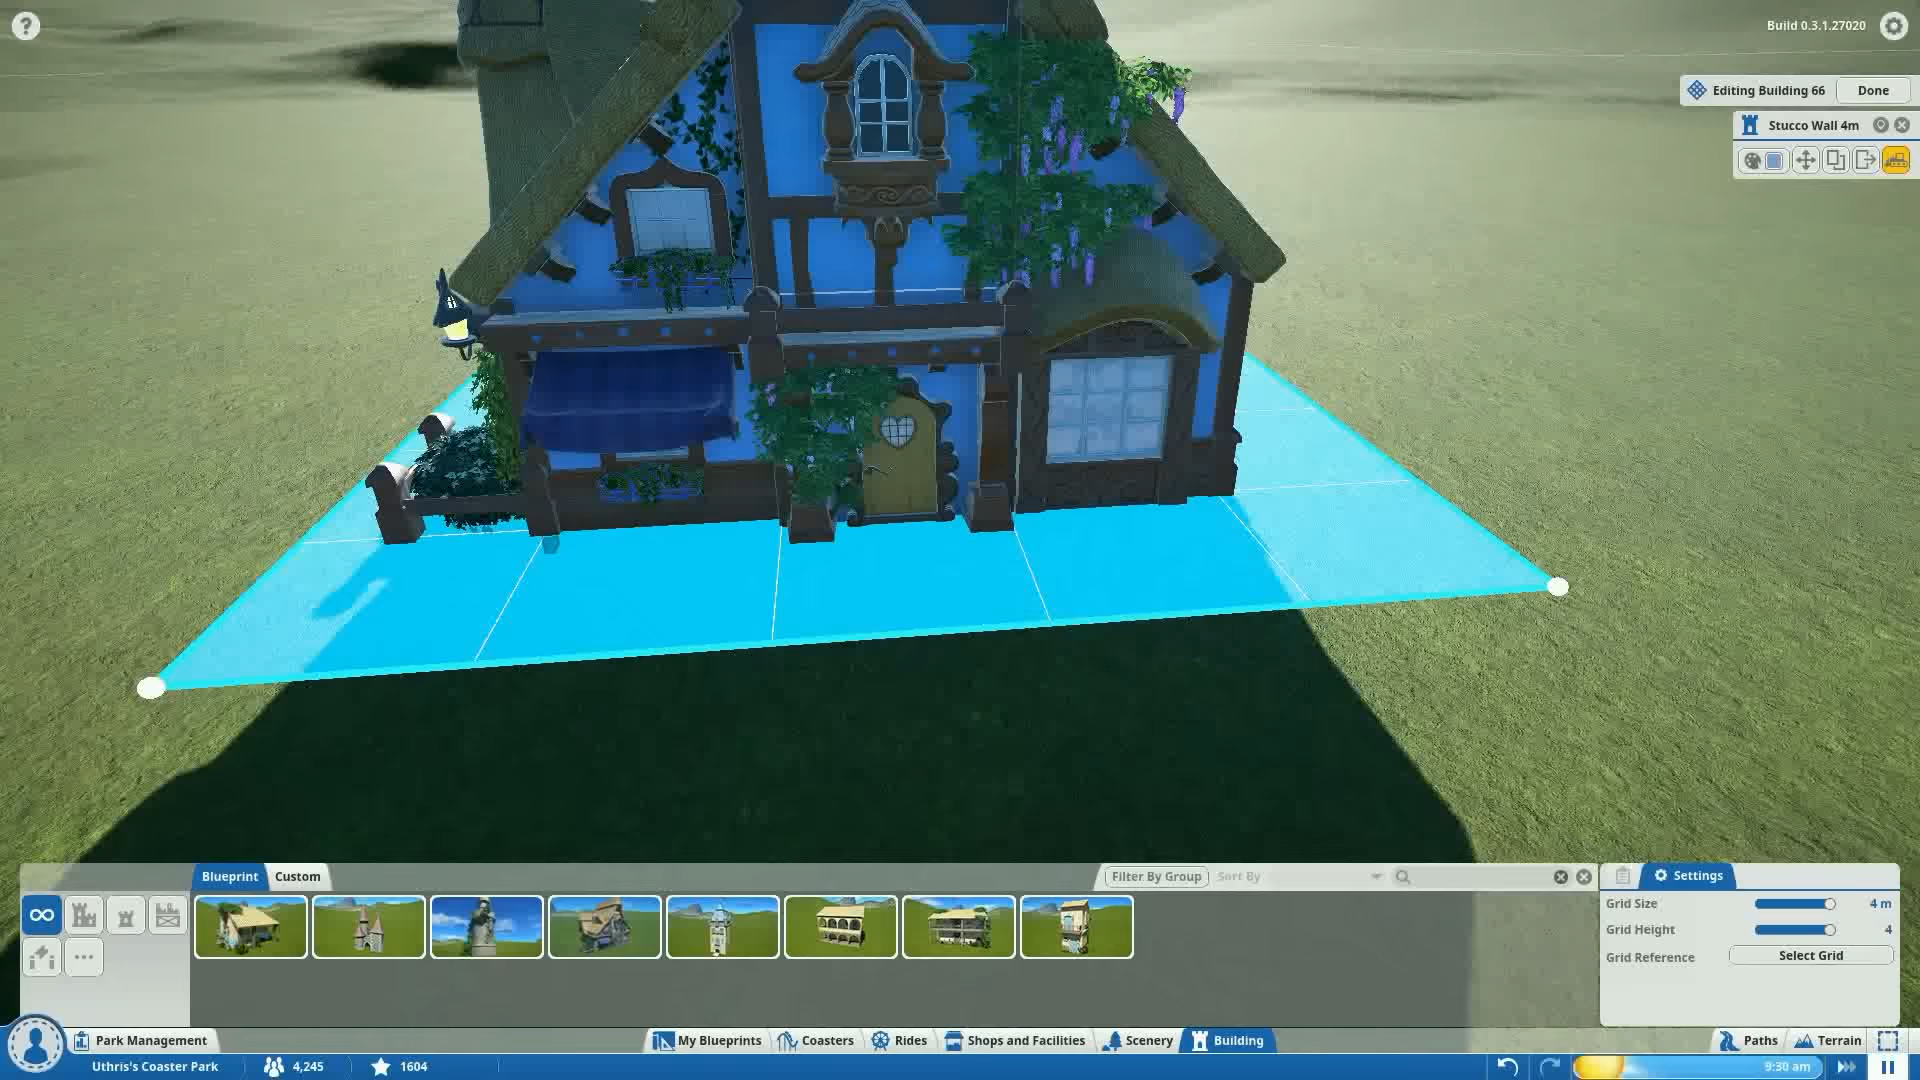 ?
Build 0.3.1.27020
Editing Building 66
Done
Stucco Wall 4m
Blueprint
Custom
Filter By Group
Sort By
Settings
Grid Size
4 m
Grid Height
4
Grid Reference
Select Grid
Park Management
My Blueprints
Coasters
Rides
Shops and Facilities
Scenery
Building
Paths
Terrain
Uthris's Coaster Park
4,245
1604
9:30 am